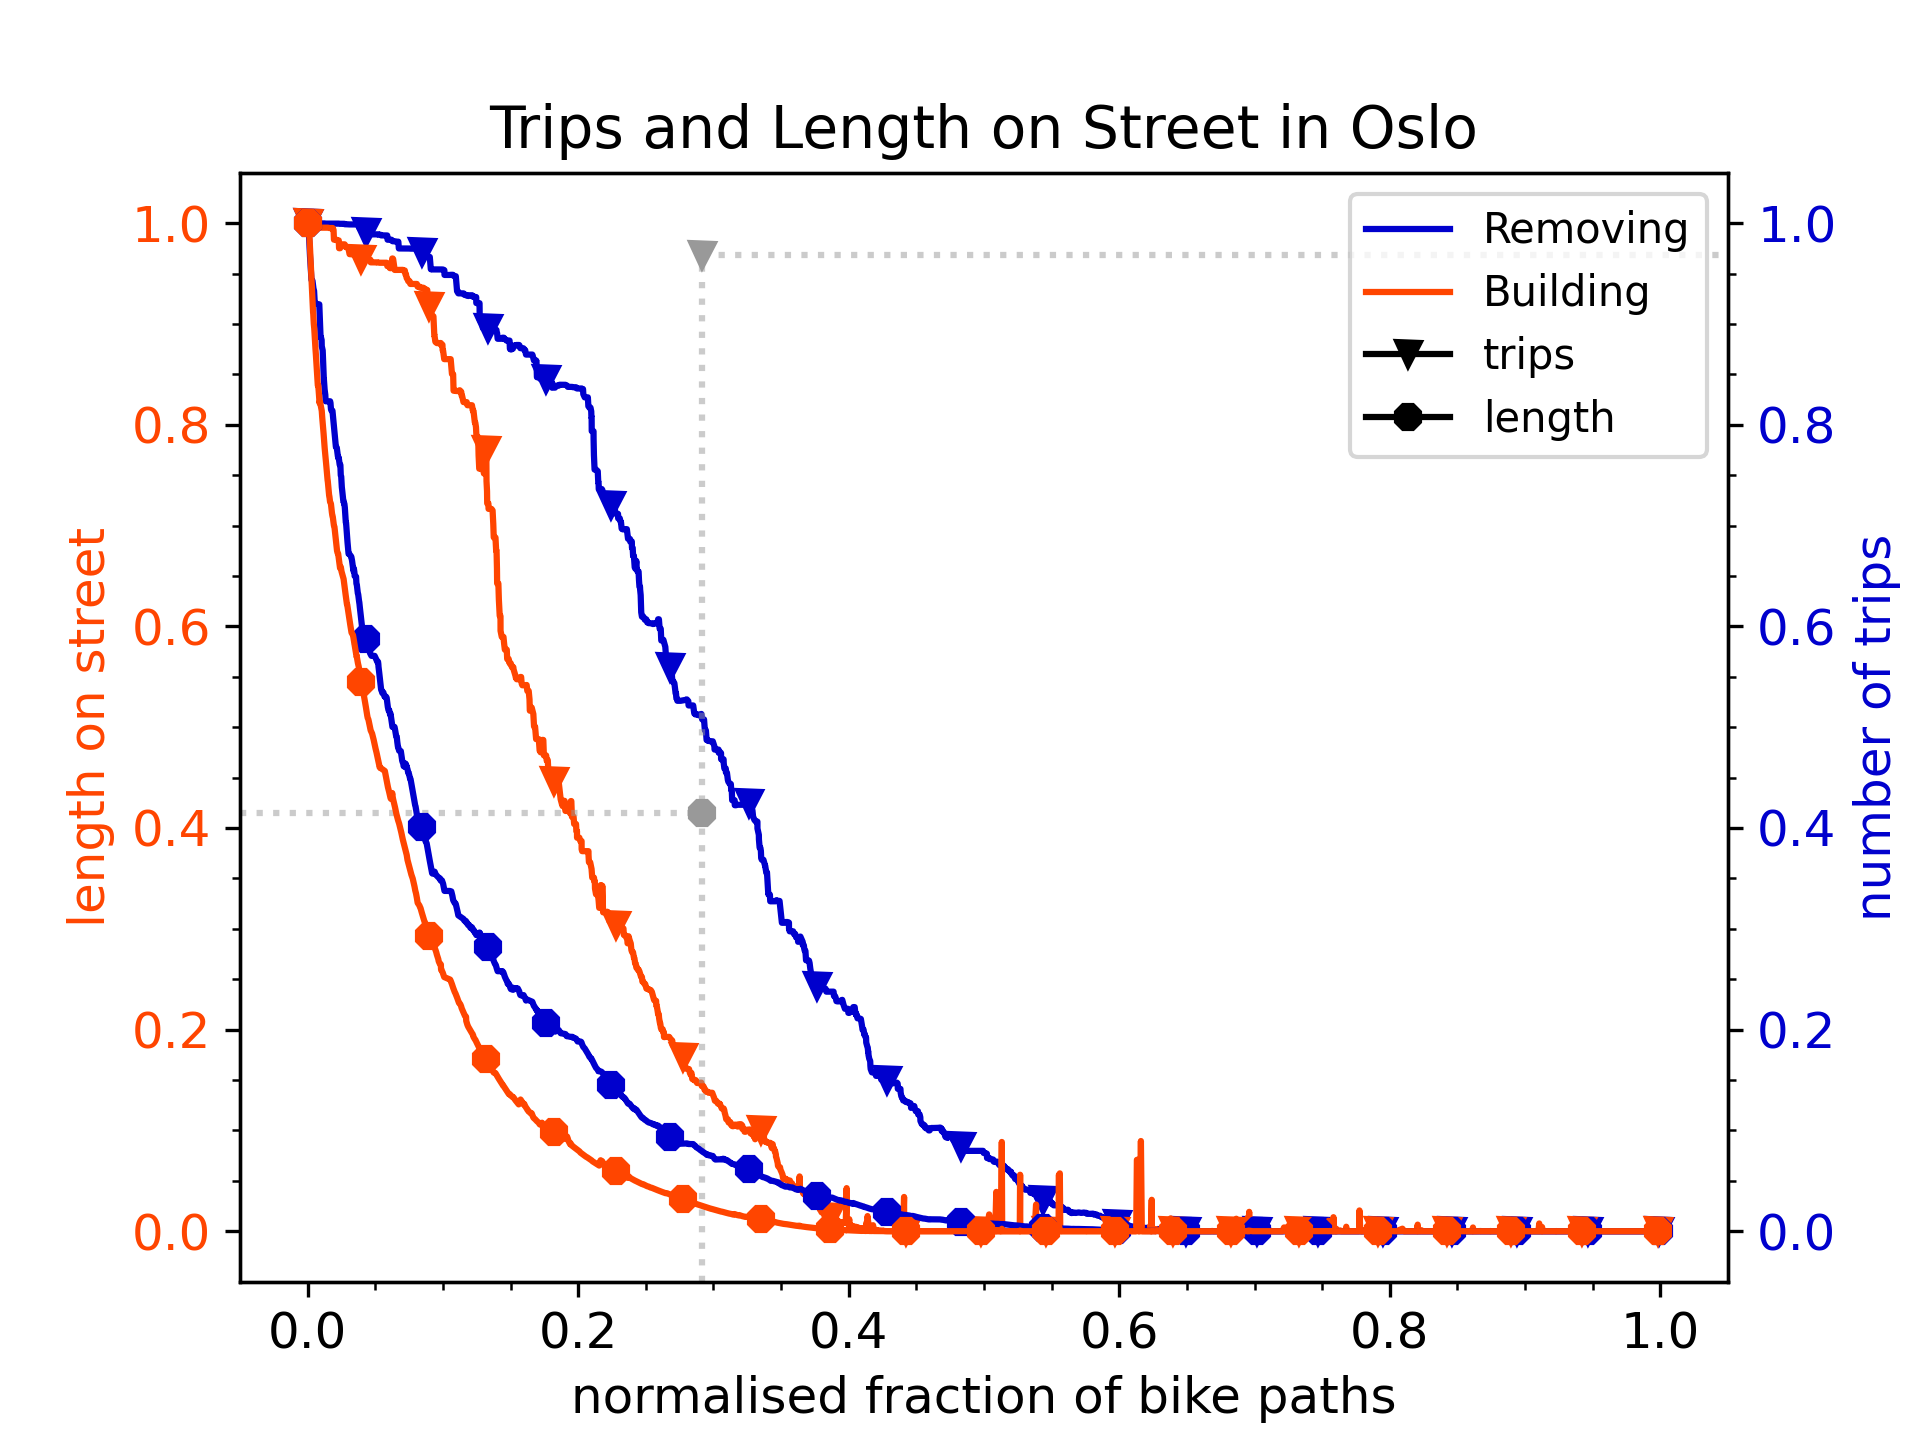 Trips and Length on Street in Oslo
Removing
Building
trips
length
length on street
1.0
0.8
0.6
0.4
0.2
0.0
number of trips
1.0
0.8
0.6
0.4
0.2
0.0
0.0 0.2 0.4 0.6 0.8 1.0
normalised fraction of bike paths